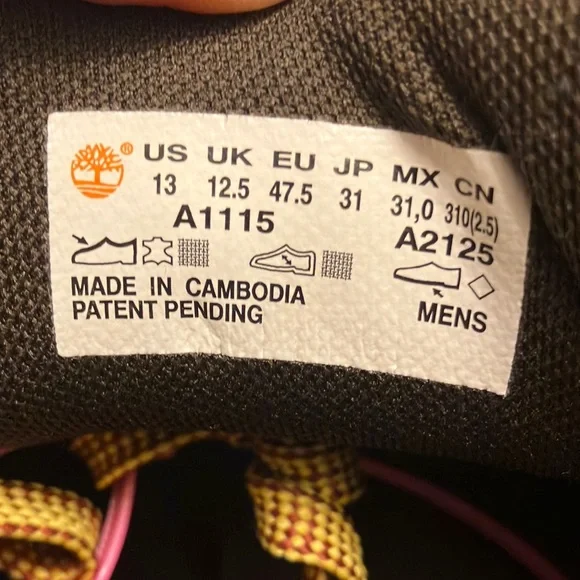 ® US UK EU JP MX CN
13 12.5 47.5 31 31,0 310(2.5)
A1115 A2125
MADE IN CAMBODIA
PATENT PENDING MENS